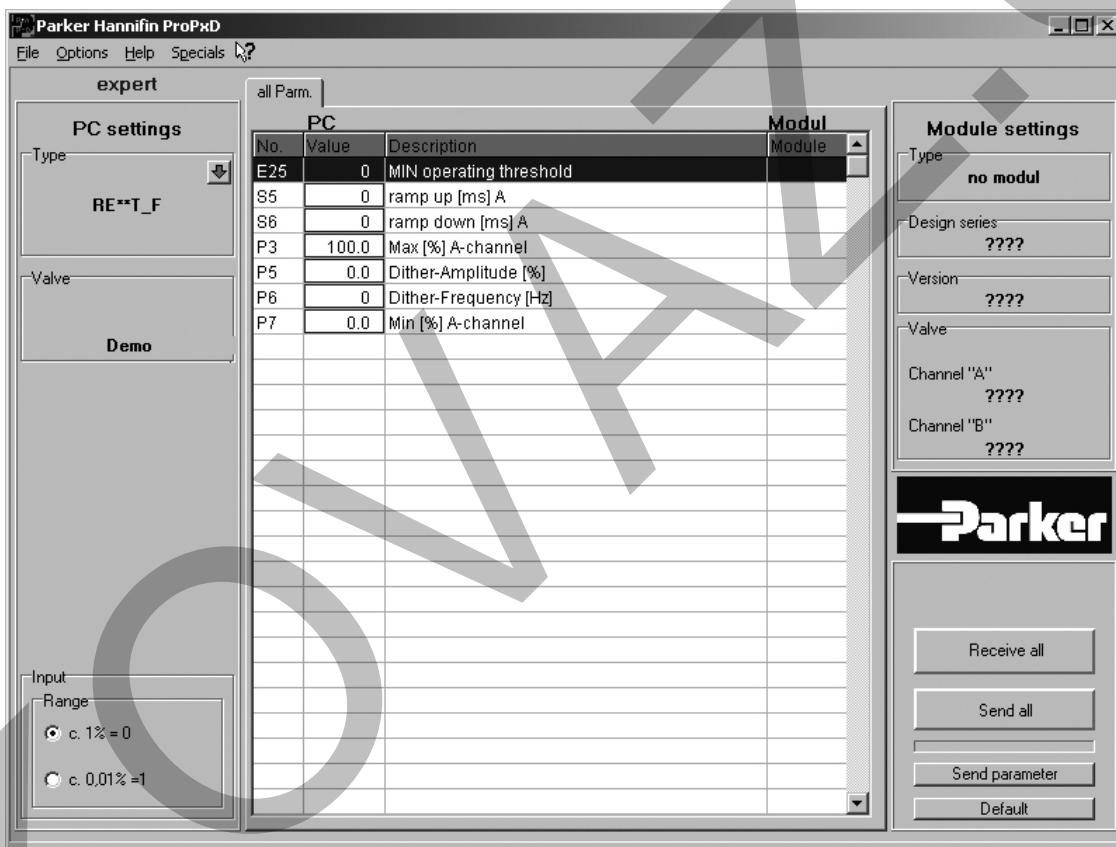 Parker Hannifin ProPxD
File Options Help Specials
expert
PC settings
Type
RE**T_F
Valve
Demo
Input
Range
c. 1% = 0
c. 0,01% =1
all Parm.
PC Modul
No. Value Description Module
E25 0 MIN operating threshold
S5 0 ramp up [ms] A
S6 0 ramp down [ms] A
P3 100.0 Max [%] A-channel
P5 0.0 Dither-Amplitude [%]
P6 0 Dither-Frequency [Hz]
P7 0.0 Min [%] A-channel
Module settings
Type
no modul
Design series
????
Version
????
Valve
Channel "A"
????
Channel "B"
????
Parker
Receive all
Send all
Send parameter
Default
OVAZ.